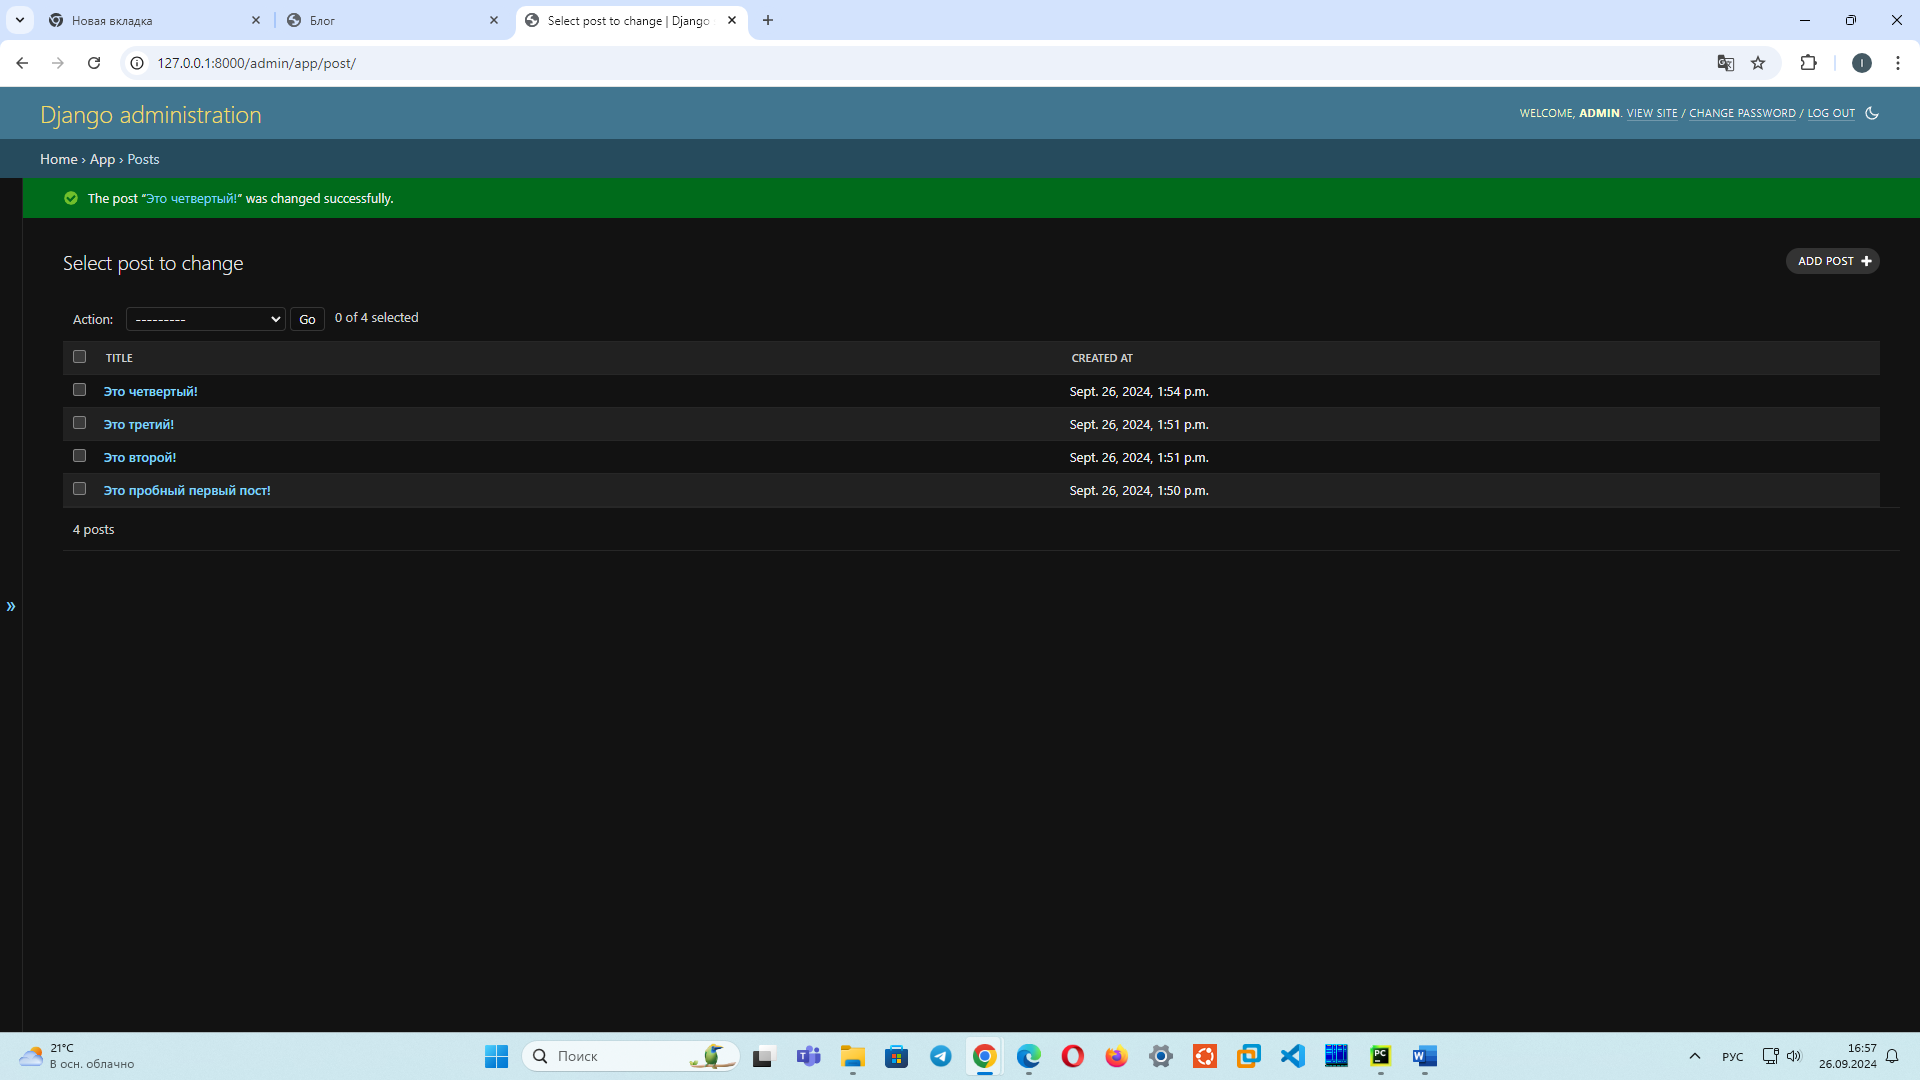 Новая вкладка
Блог
Select post to change | Django
127.0.0.1:8000/admin/app/post/
Django administration
WELCOME, ADMIN. VIEW SITE / CHANGE PASSWORD / LOG OUT
Home › App › Posts
The post “Это четвертый!” was changed successfully.
Select post to change
ADD POST
Action: --------- Go 0 of 4 selected
TITLE CREATED AT
Это четвертый! Sept. 26, 2024, 1:54 p.m.
Это третий! Sept. 26, 2024, 1:51 p.m.
Это второй! Sept. 26, 2024, 1:51 p.m.
Это пробный первый пост! Sept. 26, 2024, 1:50 p.m.
4 posts
»
21°C
В осн. облачно
Поиск
РУС
16:57
26.09.2024